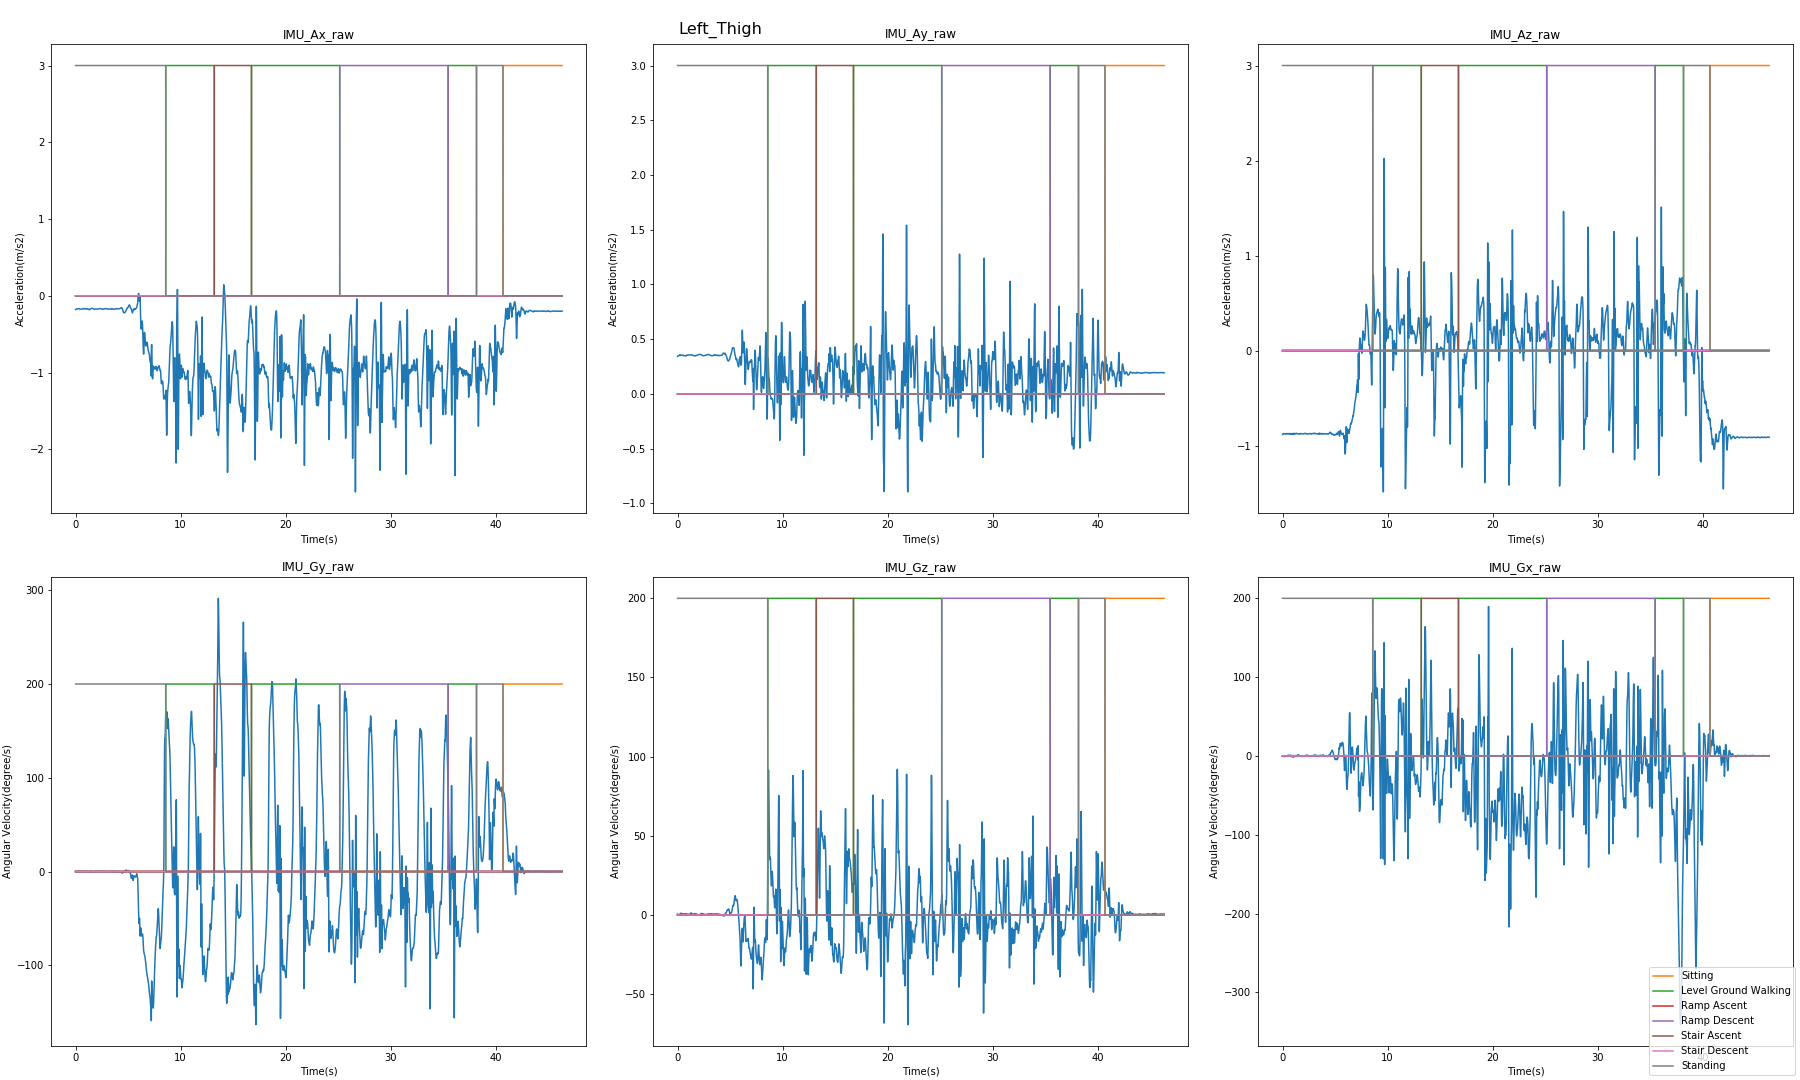 Left_Thigh
IMU_Ax_raw
Acceleration(m/s2)
3
2
1
0
−1
−2
0 10 20 30 40
Time(s)
IMU_Ay_raw
Acceleration(m/s2)
3.0
2.5
2.0
1.5
1.0
0.5
0.0
−0.5
−1.0
0 10 20 30 40
Time(s)
IMU_Az_raw
Acceleration(m/s2)
3
2
1
0
−1
0 10 20 30 40
Time(s)
IMU_Gy_raw
Angular Velocity(degree/s)
300
200
100
0
−100
0 10 20 30 40
Time(s)
IMU_Gz_raw
Angular Velocity(degree/s)
200
150
100
50
0
−50
0 10 20 30 40
Time(s)
IMU_Gx_raw
Angular Velocity(degree/s)
200
100
0
−100
−200
−300
0 10 20 30 40
Time(s)
Sitting
Level Ground Walking
Ramp Ascent
Ramp Descent
Stair Ascent
Stair Descent
Standing